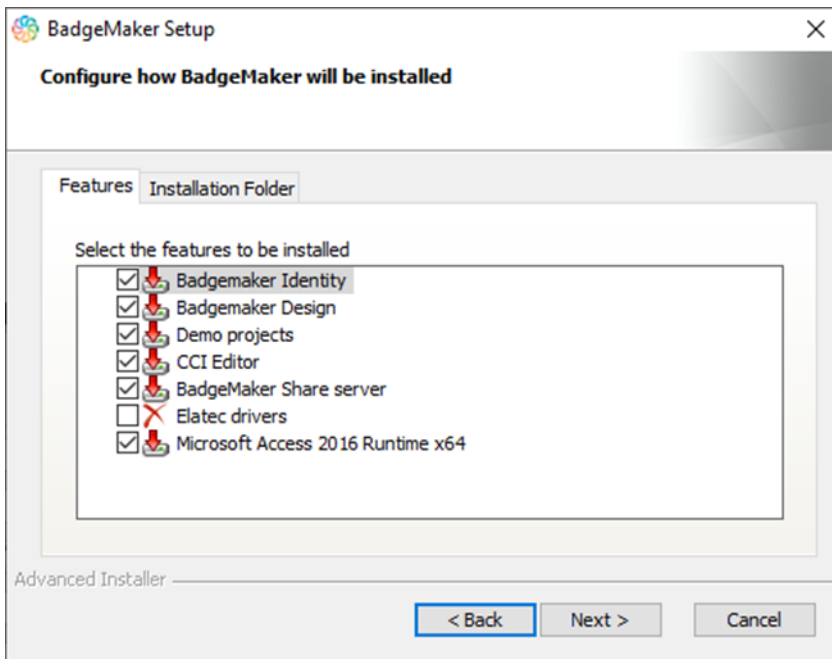 BadgeMaker Setup
Configure how BadgeMaker will be installed
Features Installation Folder
Select the features to be installed
Badgemaker Identity
Badgemaker Design
Demo projects
CCI Editor
BadgeMaker Share server
Elatec drivers
Microsoft Access 2016 Runtime x64
Advanced Installer
< Back Next > Cancel